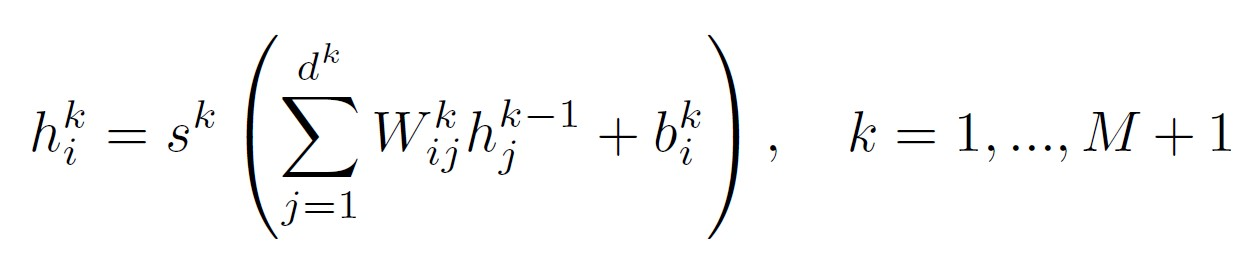 h_i^k = s^k \left( \sum_{j=1}^{d^k} W_{ij}^k h_j^{k-1} + b_i^k \right), \quad k = 1, ..., M + 1